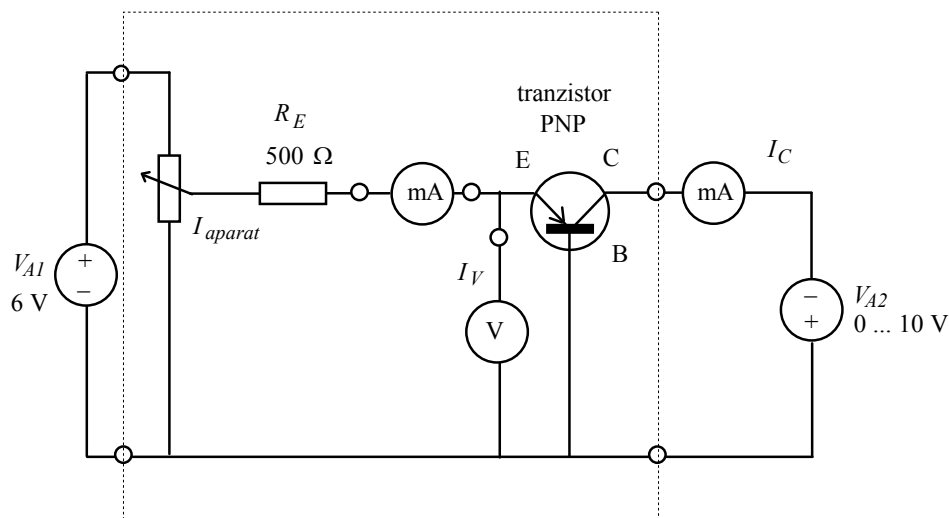 tranzistor
PNP
R_E
500 Ω
E
C
I_C
mA
mA
I_aparat
B
V_A1
6 V
+
−
I_V
V
−
+
V_A2
0 ... 10 V